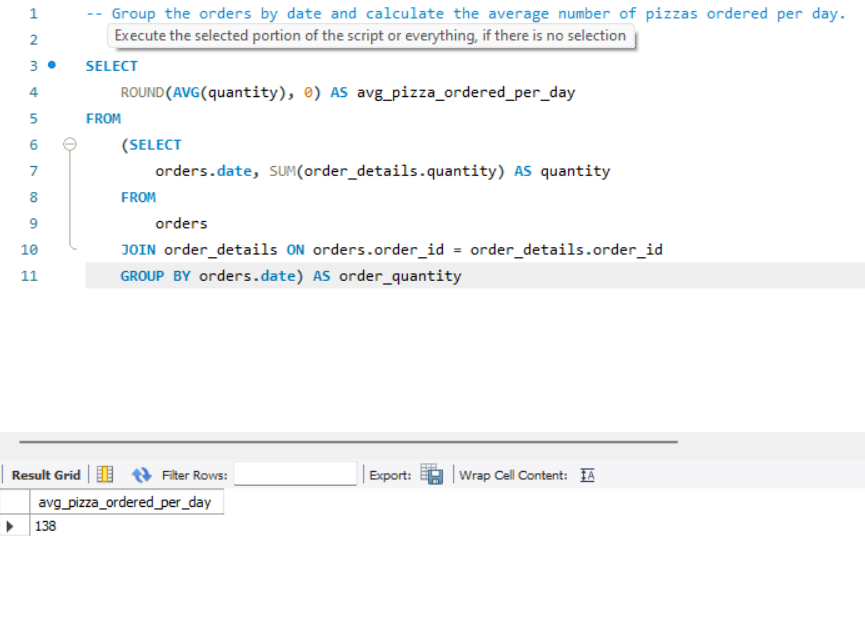 1 -- Group the orders by date and calculate the average number of pizzas ordered per day.
2 Execute the selected portion of the script or everything, if there is no selection
3 SELECT
4 ROUND(AVG(quantity), 0) AS avg_pizza_ordered_per_day
5 FROM
6 (SELECT
7 orders.date, SUM(order_details.quantity) AS quantity
8 FROM
9 orders
10 JOIN order_details ON orders.order_id = order_details.order_id
11 GROUP BY orders.date) AS order_quantity
Result Grid Filter Rows: Export: Wrap Cell Content: IA
avg_pizza_ordered_per_day
138